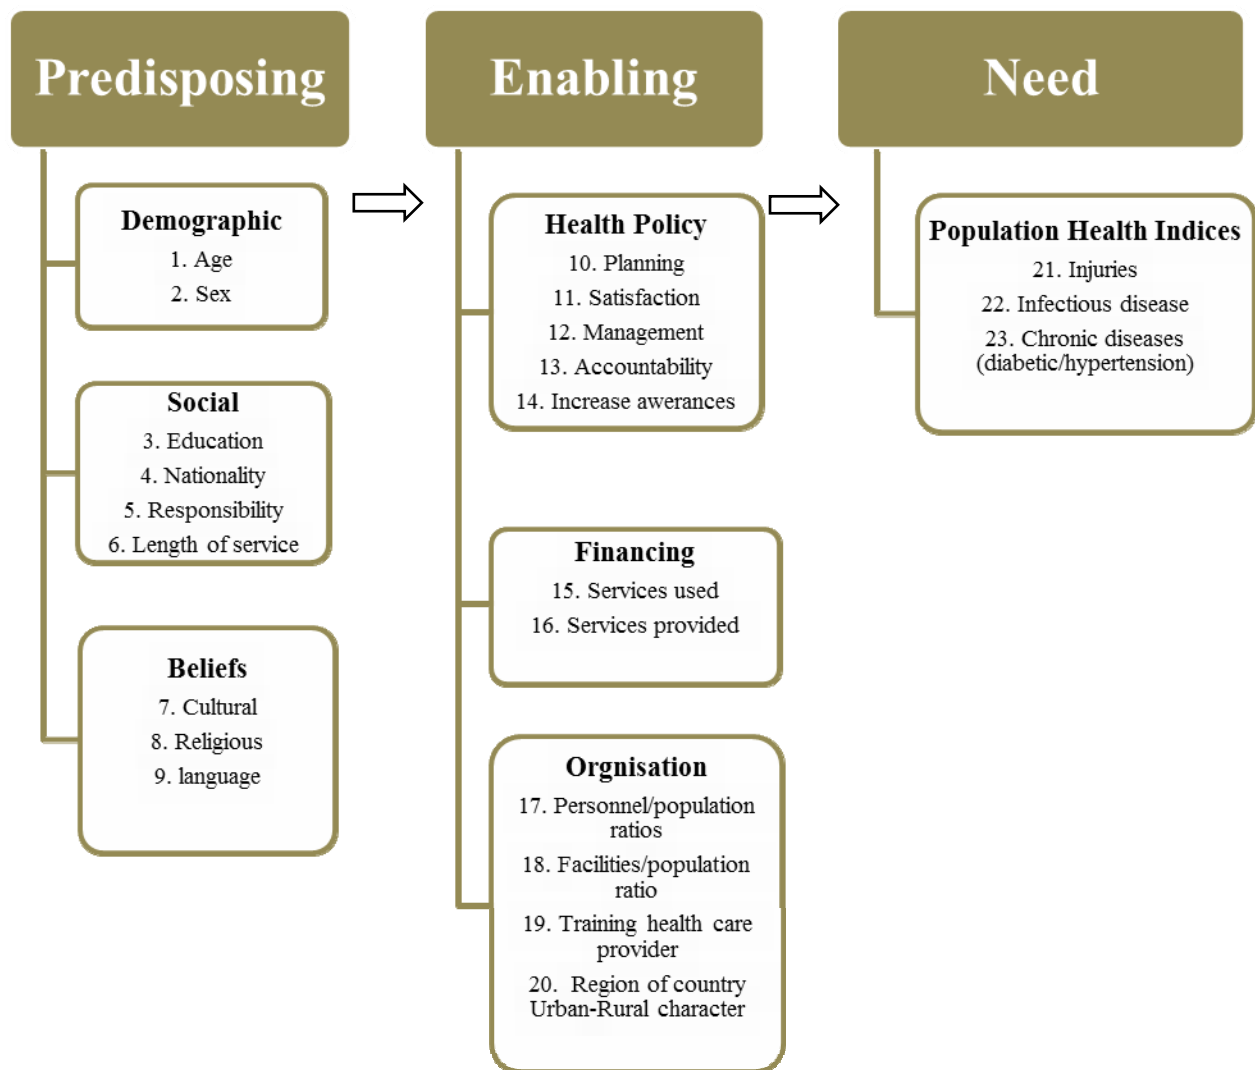 Predisposing
Demographic
1. Age
2. Sex
Social
3. Education
4. Nationality
5. Responsibility
6. Length of service
Beliefs
7. Cultural
8. Religious
9. language
Enabling
Health Policy
10. Planning
11. Satisfaction
12. Management
13. Accountability
14. Increase awerances
Financing
15. Services used
16. Services provided
Orgnisation
17. Personnel/population
ratios
18. Facilities/population
ratio
19. Training health care
provider
20. Region of country
Urban-Rural character
Need
Population Health Indices
21. Injuries
22. Infectious disease
23. Chronic diseases
(diabetic/hypertension)